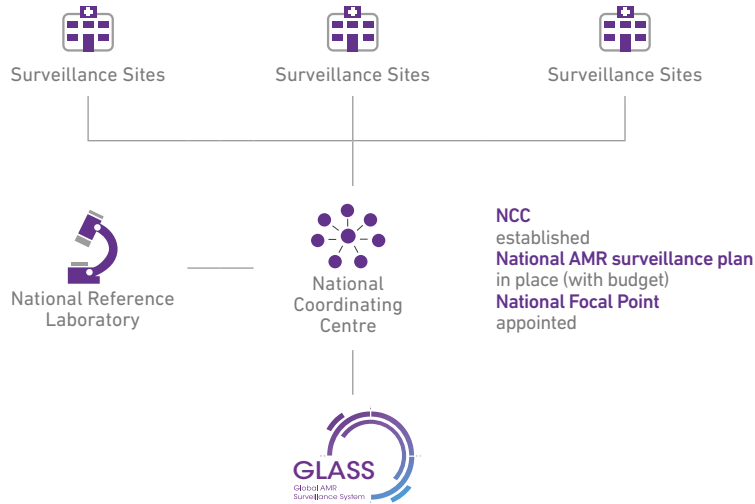 Surveillance Sites
Surveillance Sites
Surveillance Sites
National Reference
Laboratory
National
Coordinating
Centre
NCC
established
National AMR surveillance plan
in place (with budget)
National Focal Point
appointed
GLASS
Global AMR
Surveillance System